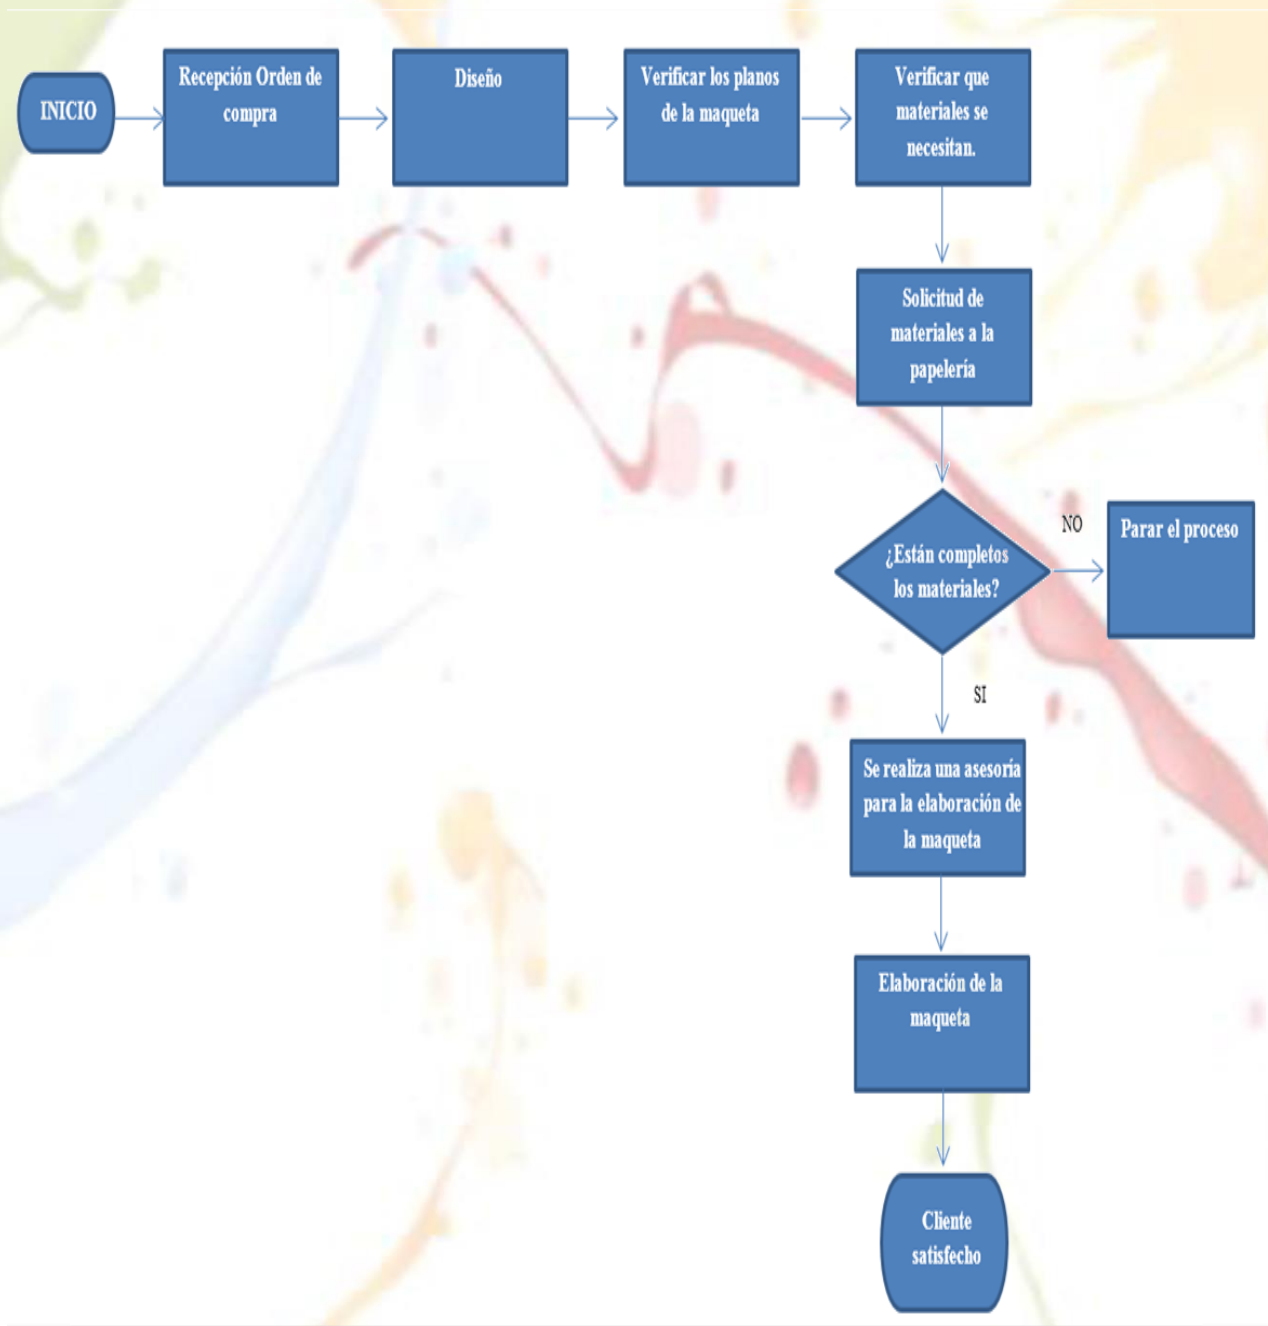 INICIO
Recepción Orden de
compra
Diseño
Verificar los planos
de la maqueta
Verificar que
materiales se
necesitan.
Solicitud de
materiales a la
papelería
¿Están completos
los materiales?
NO
Parar el proceso
SI
Se realiza una asesoría
para la elaboración de
la maqueta
Elaboración de la
maqueta
Cliente
satisfecho